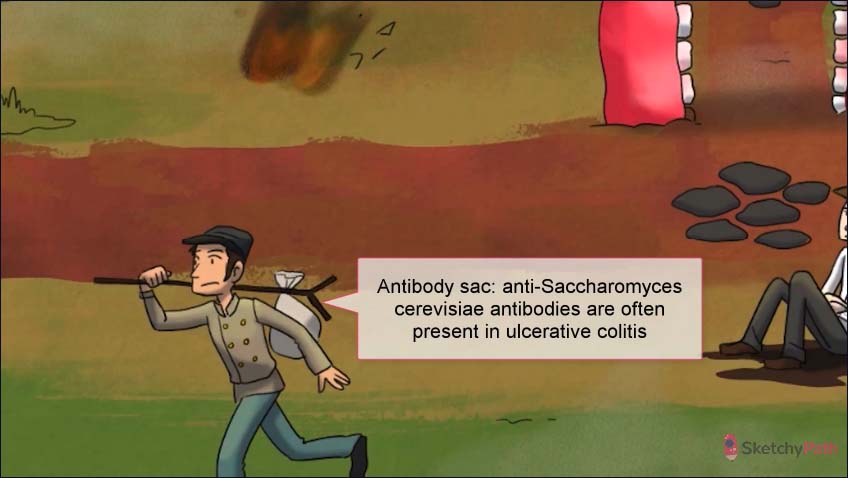 Antibody sac: anti-Saccharomyces
cerevisiae antibodies are often
present in ulcerative colitis
SketchyPath